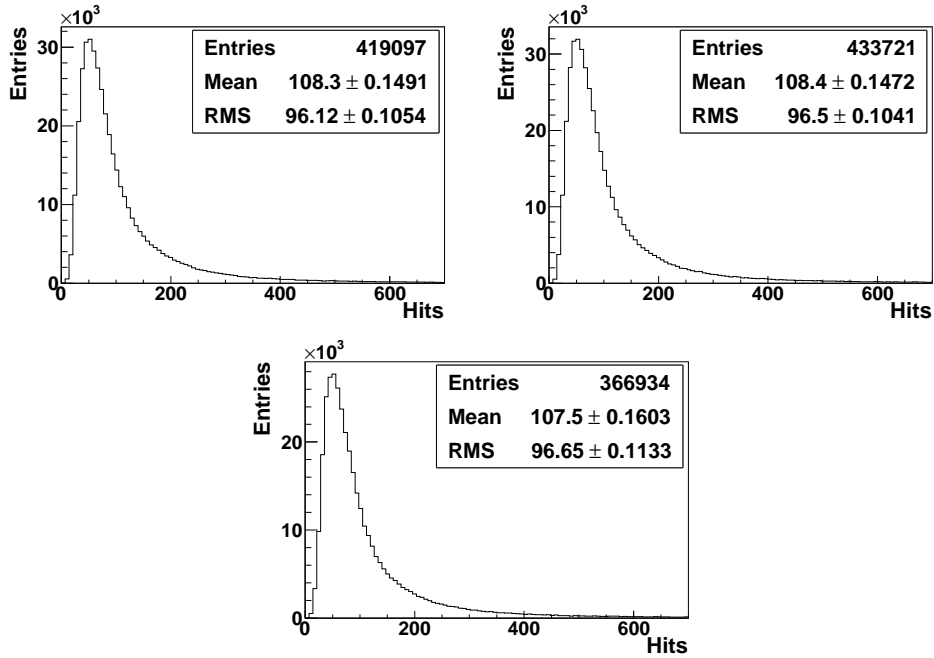 ×10³
Entries
30
20
10
0
0 200 400 600
Hits
Entries 419097
Mean 108.3 ± 0.1491
RMS 96.12 ± 0.1054
×10³
Entries
30
20
10
0
0 200 400 600
Hits
Entries 433721
Mean 108.4 ± 0.1472
RMS 96.5 ± 0.1041
×10³
Entries
20
10
0
0 200 400 600
Hits
Entries 366934
Mean 107.5 ± 0.1603
RMS 96.65 ± 0.1133